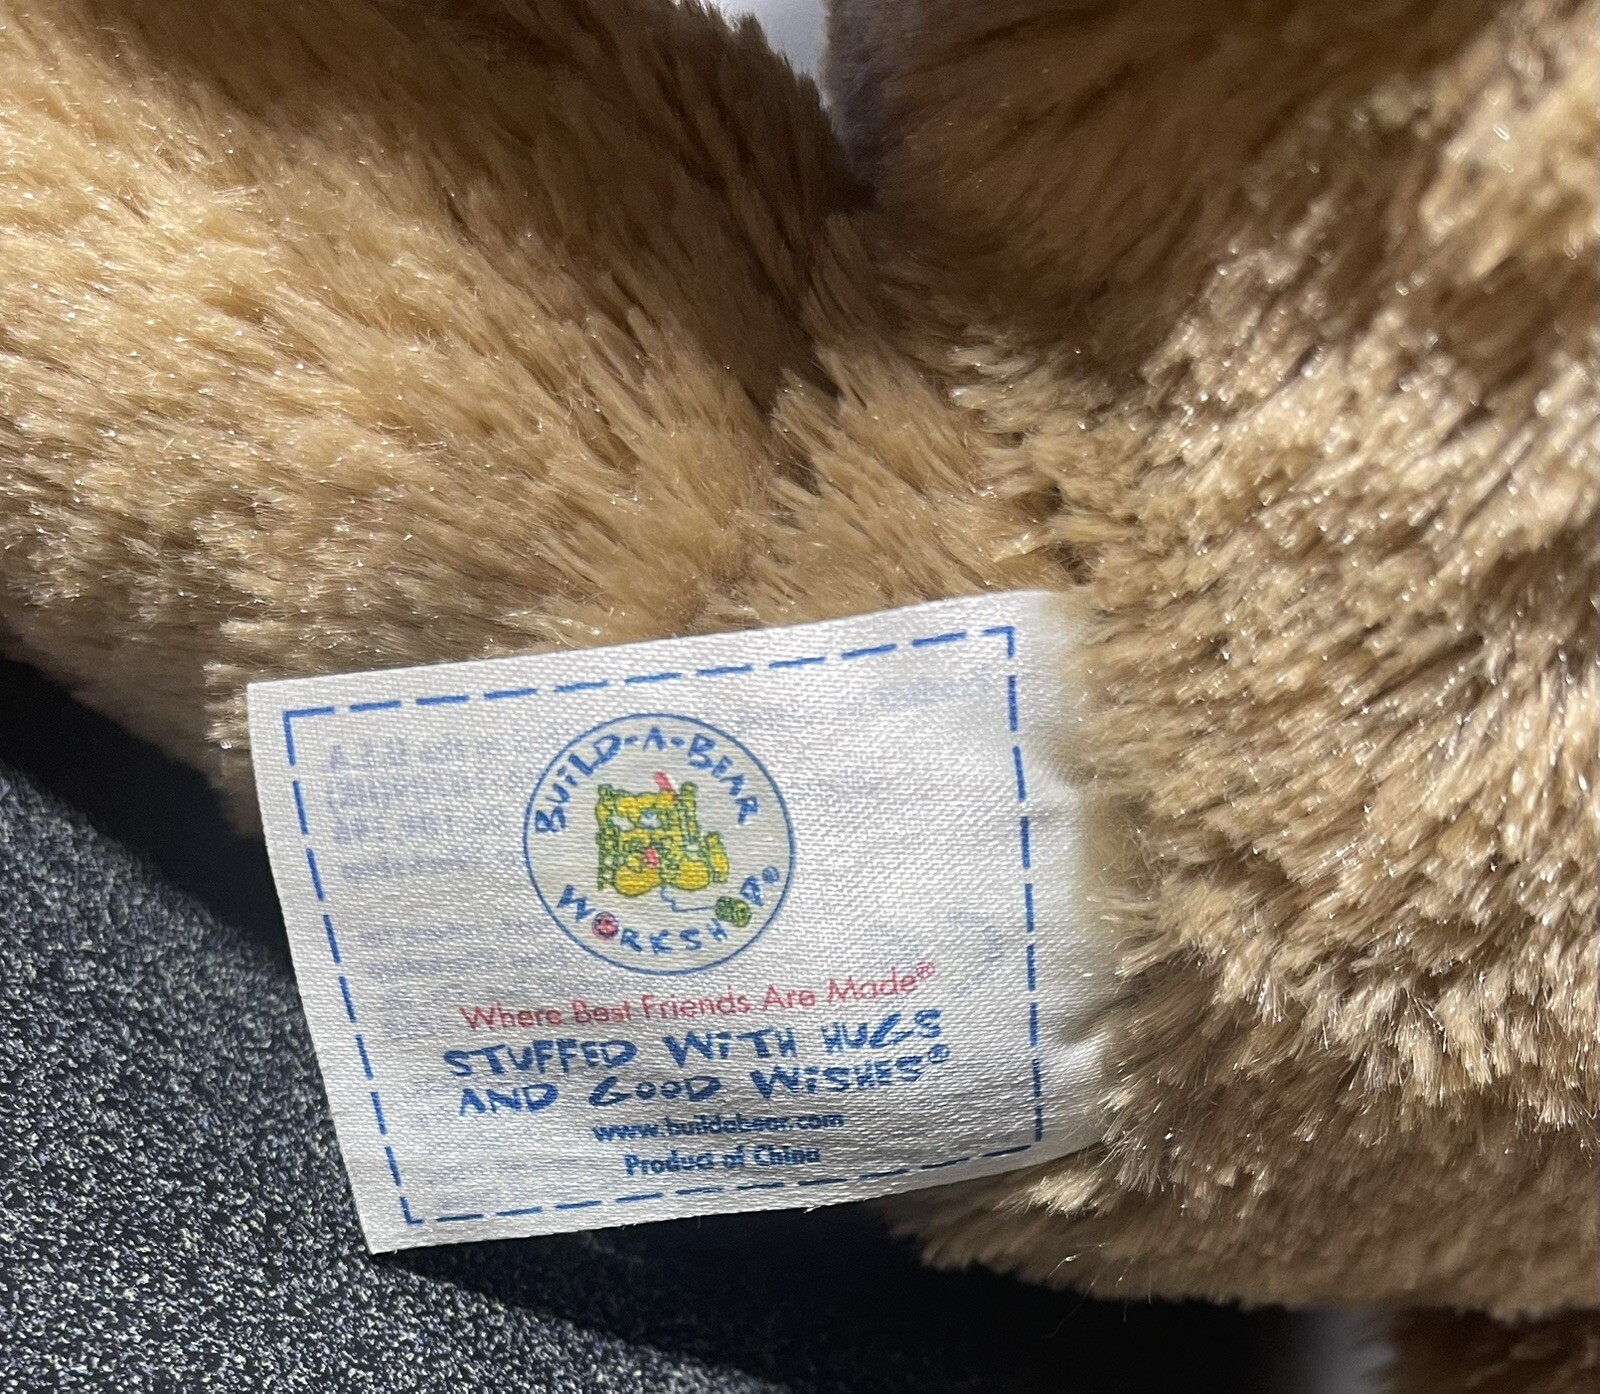 BUILD-A-BEAR
WORKSHOP®
Where Best Friends Are Made®
STUFFED WITH HUGS
AND GOOD WISHES®
www.buildabear.com
Product of China